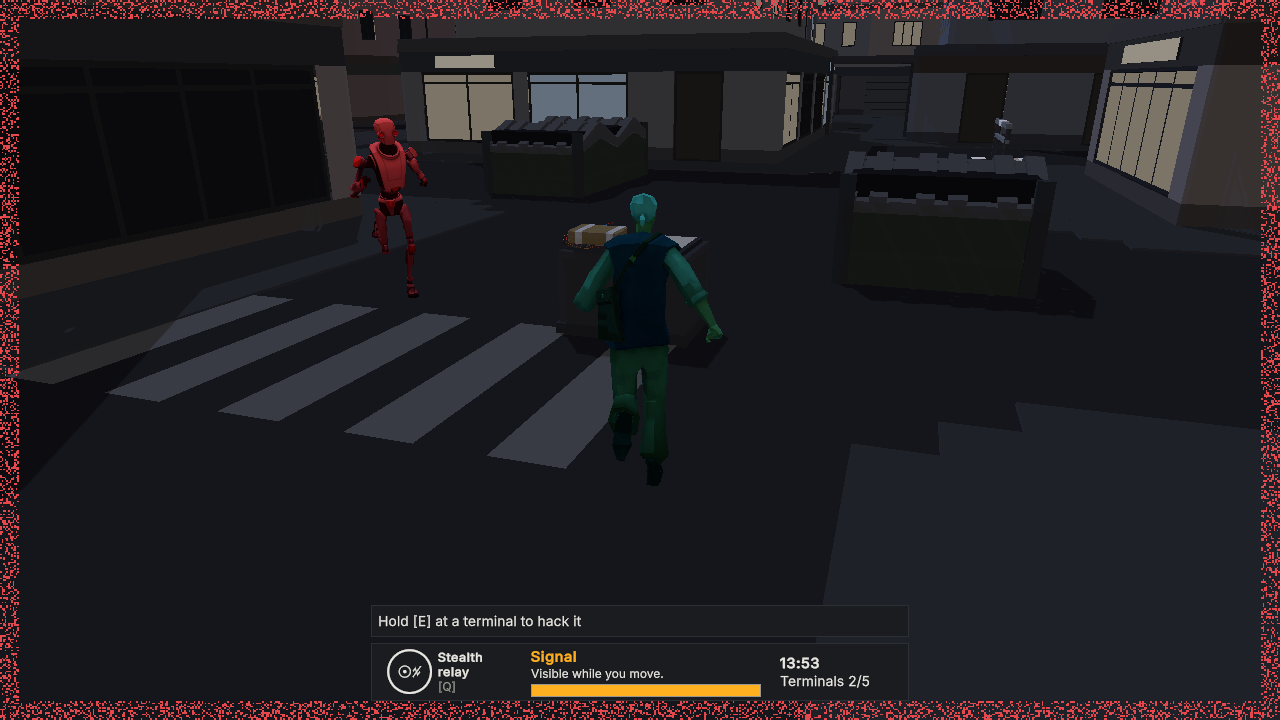 Hold [E] at a terminal to hack it
Stealth
relay
[Q]
Signal
Visible while you move.
13:53
Terminals 2/5